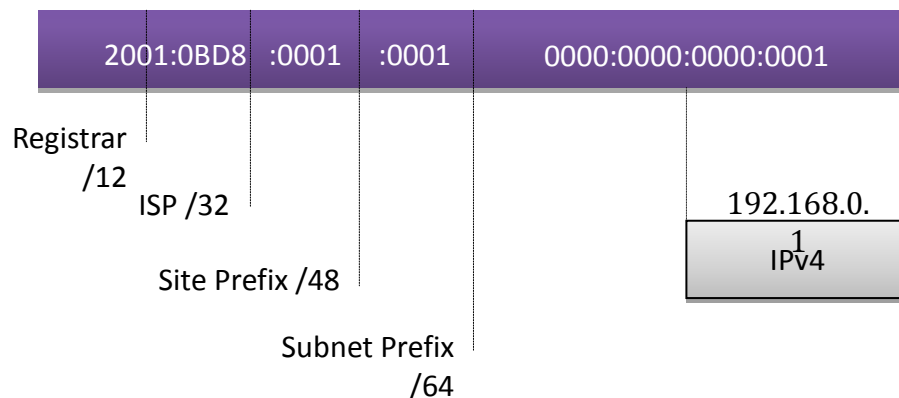 2001:0BD8 :0001 :0001 0000:0000:0000:0001
Registrar
/12
ISP /32
192.168.0.
1
IPv4
Site Prefix /48
Subnet Prefix
/64